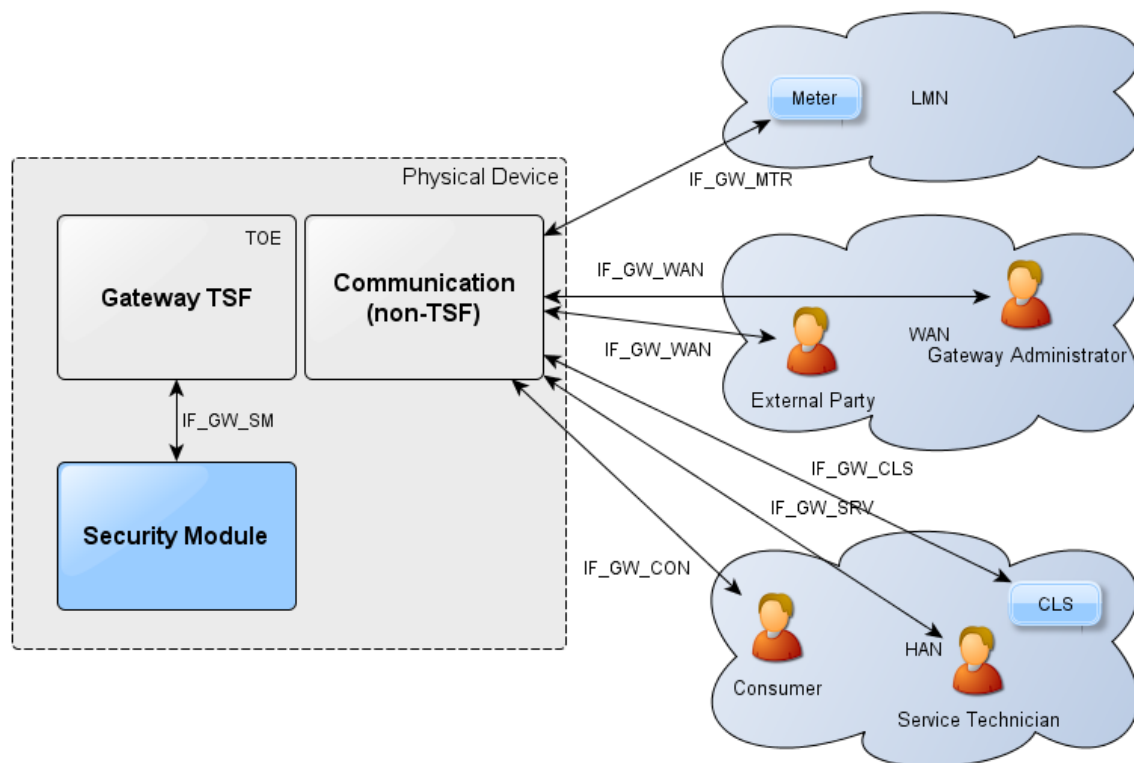 Meter
LMN
Physical Device
IF_GW_MTR
TOE
Gateway TSF
Communication
(non-TSF)
IF_GW_WAN
WAN
IF_GW_WAN
Gateway Administrator
External Party
IF_GW_SM
IF_GW_CLS
IF_GW_SRV
Security Module
IF_GW_CON
CLS
HAN
Consumer
Service Technician